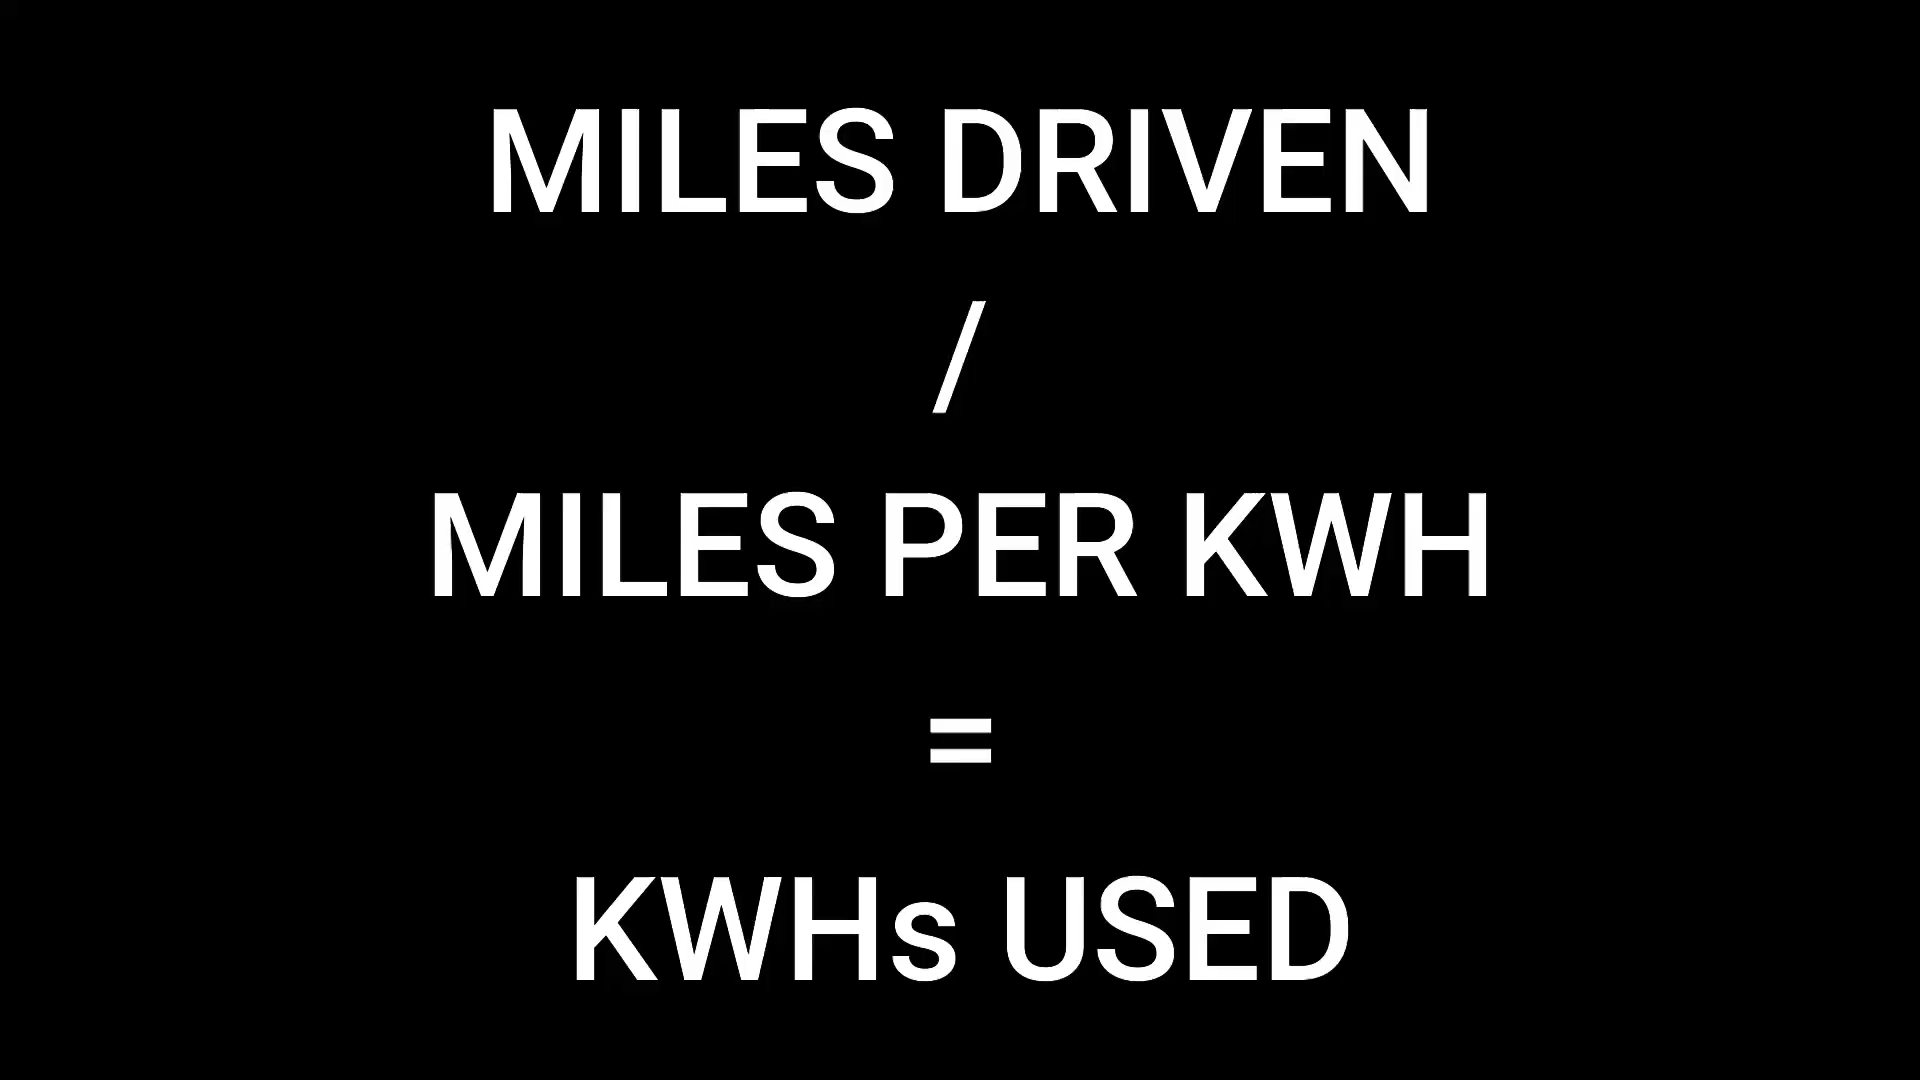 MILES DRIVEN
/
MILES PER KWH
=
KWHs USED